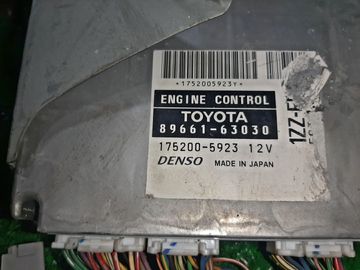 *1752005923Y*
ENGINE CONTROL
TOYOTA
89661-63030
175200-5923 12V
DENSO MADE IN JAPAN